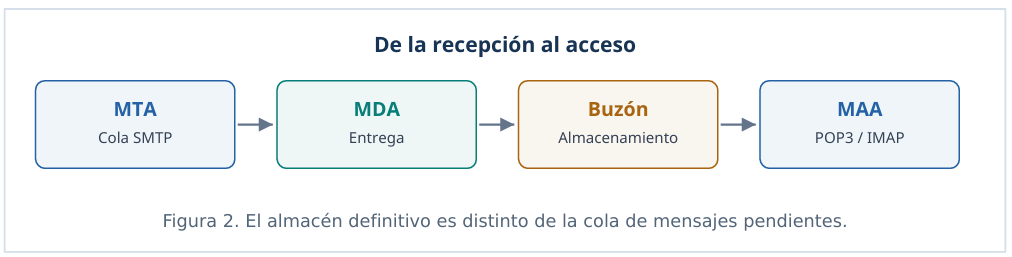 De la recepción al acceso
MTA
Cola SMTP
MDA
Entrega
Buzón
Almacenamiento
MAA
POP3 / IMAP
Figura 2. El almacén definitivo es distinto de la cola de mensajes pendientes.